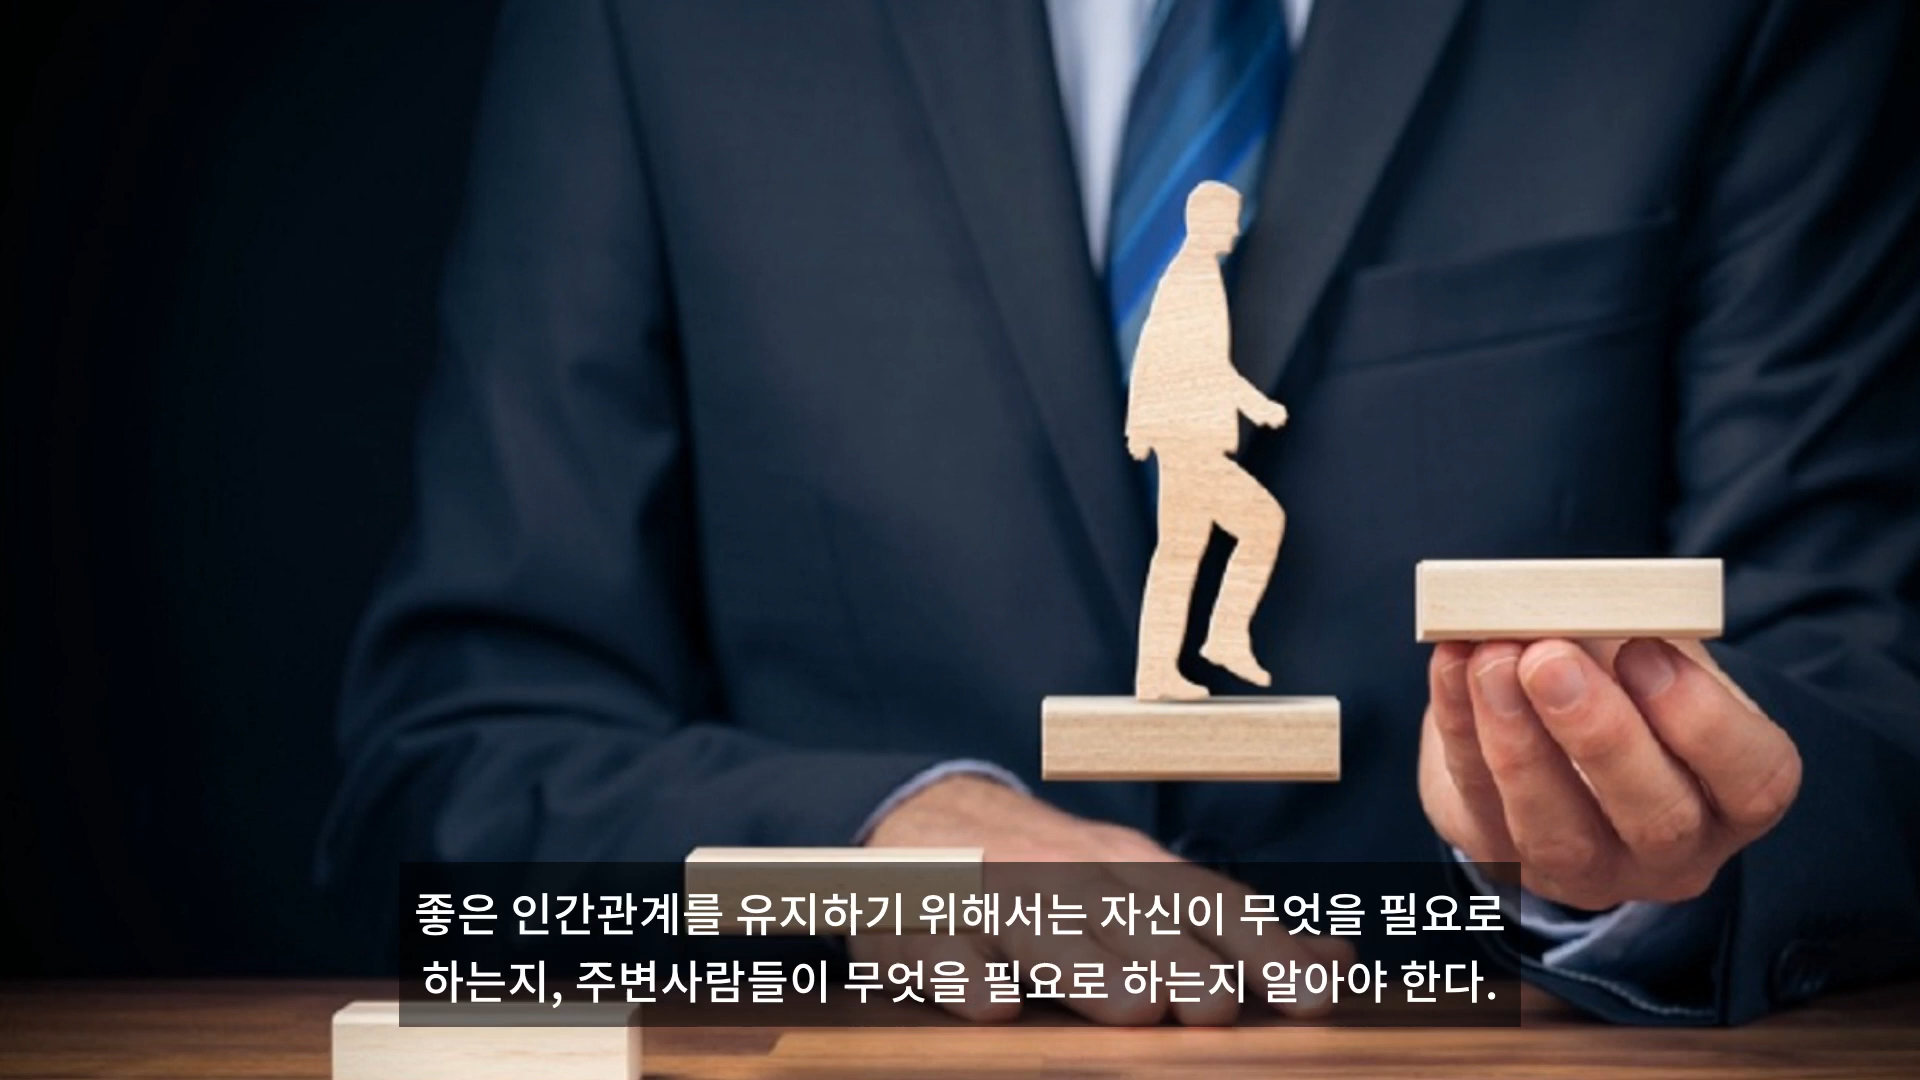 좋은 인간관계를 유지하기 위해서는 자신이 무엇을 필요로
하는지, 주변사람들이 무엇을 필요로 하는지 알아야 한다.